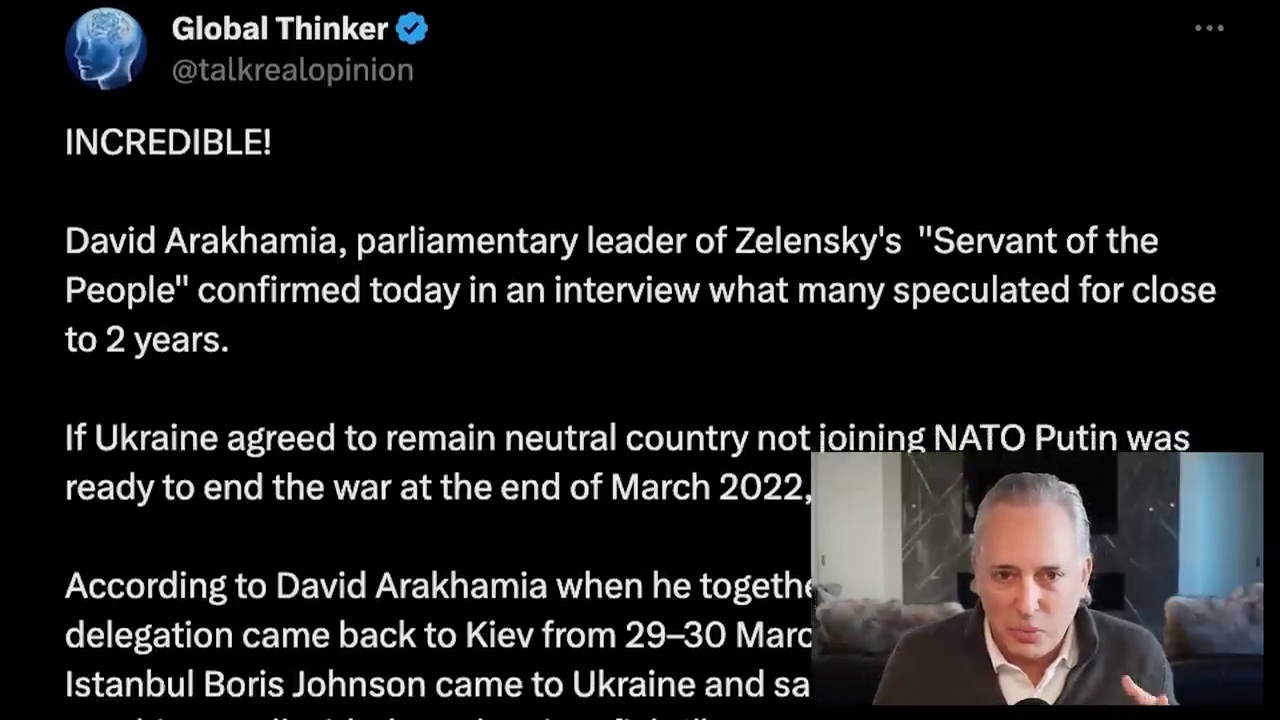 Global Thinker
@talkrealopinion
INCREDIBLE!
David Arakhamia, parliamentary leader of Zelensky's "Servant of the
People" confirmed today in an interview what many speculated for close
to 2 years.
If Ukraine agreed to remain neutral country not joining NATO Putin was
ready to end the war at the end of March 2022,
According to David Arakhamia when he togethe
delegation came back to Kiev from 29–30 Marc
Istanbul Boris Johnson came to Ukraine and sa